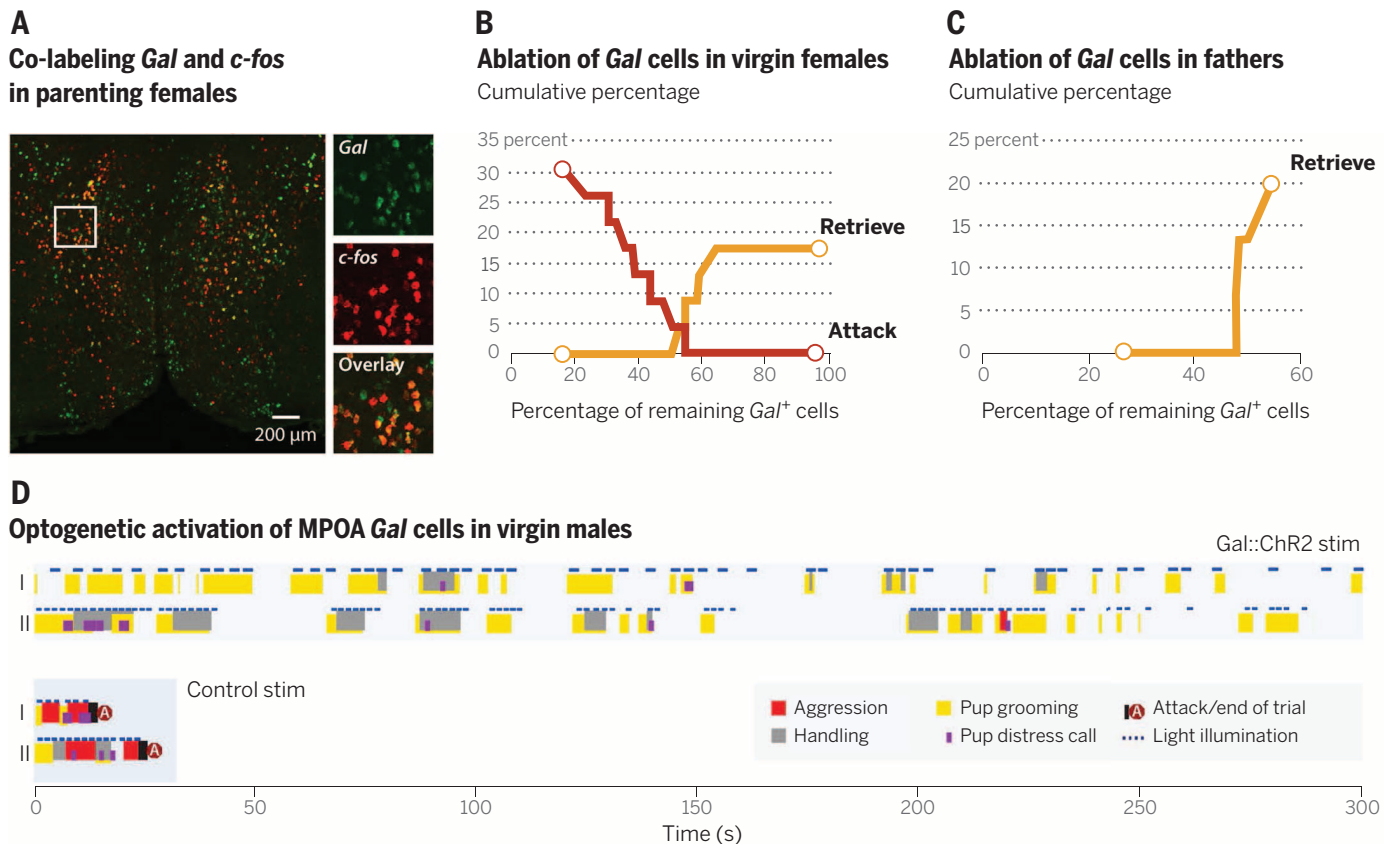 A
Co-labeling Gal and c-fos
in parenting females
Gal
c-fos
Overlay
200 µm
B
Ablation of Gal cells in virgin females
Cumulative percentage
35 percent
30
25
20
15
10
5
0
Retrieve
Attack
0 20 40 60 80 100
Percentage of remaining Gal+ cells
C
Ablation of Gal cells in fathers
Cumulative percentage
25 percent
20
15
10
5
0
Retrieve
0 20 40 60
Percentage of remaining Gal+ cells
D
Optogenetic activation of MPOA Gal cells in virgin males
Gal::ChR2 stim
I
II
Control stim
I A
II A
Aggression Pup grooming A Attack/end of trial
Handling Pup distress call Light illumination
0 50 100 150 200 250 300
Time (s)